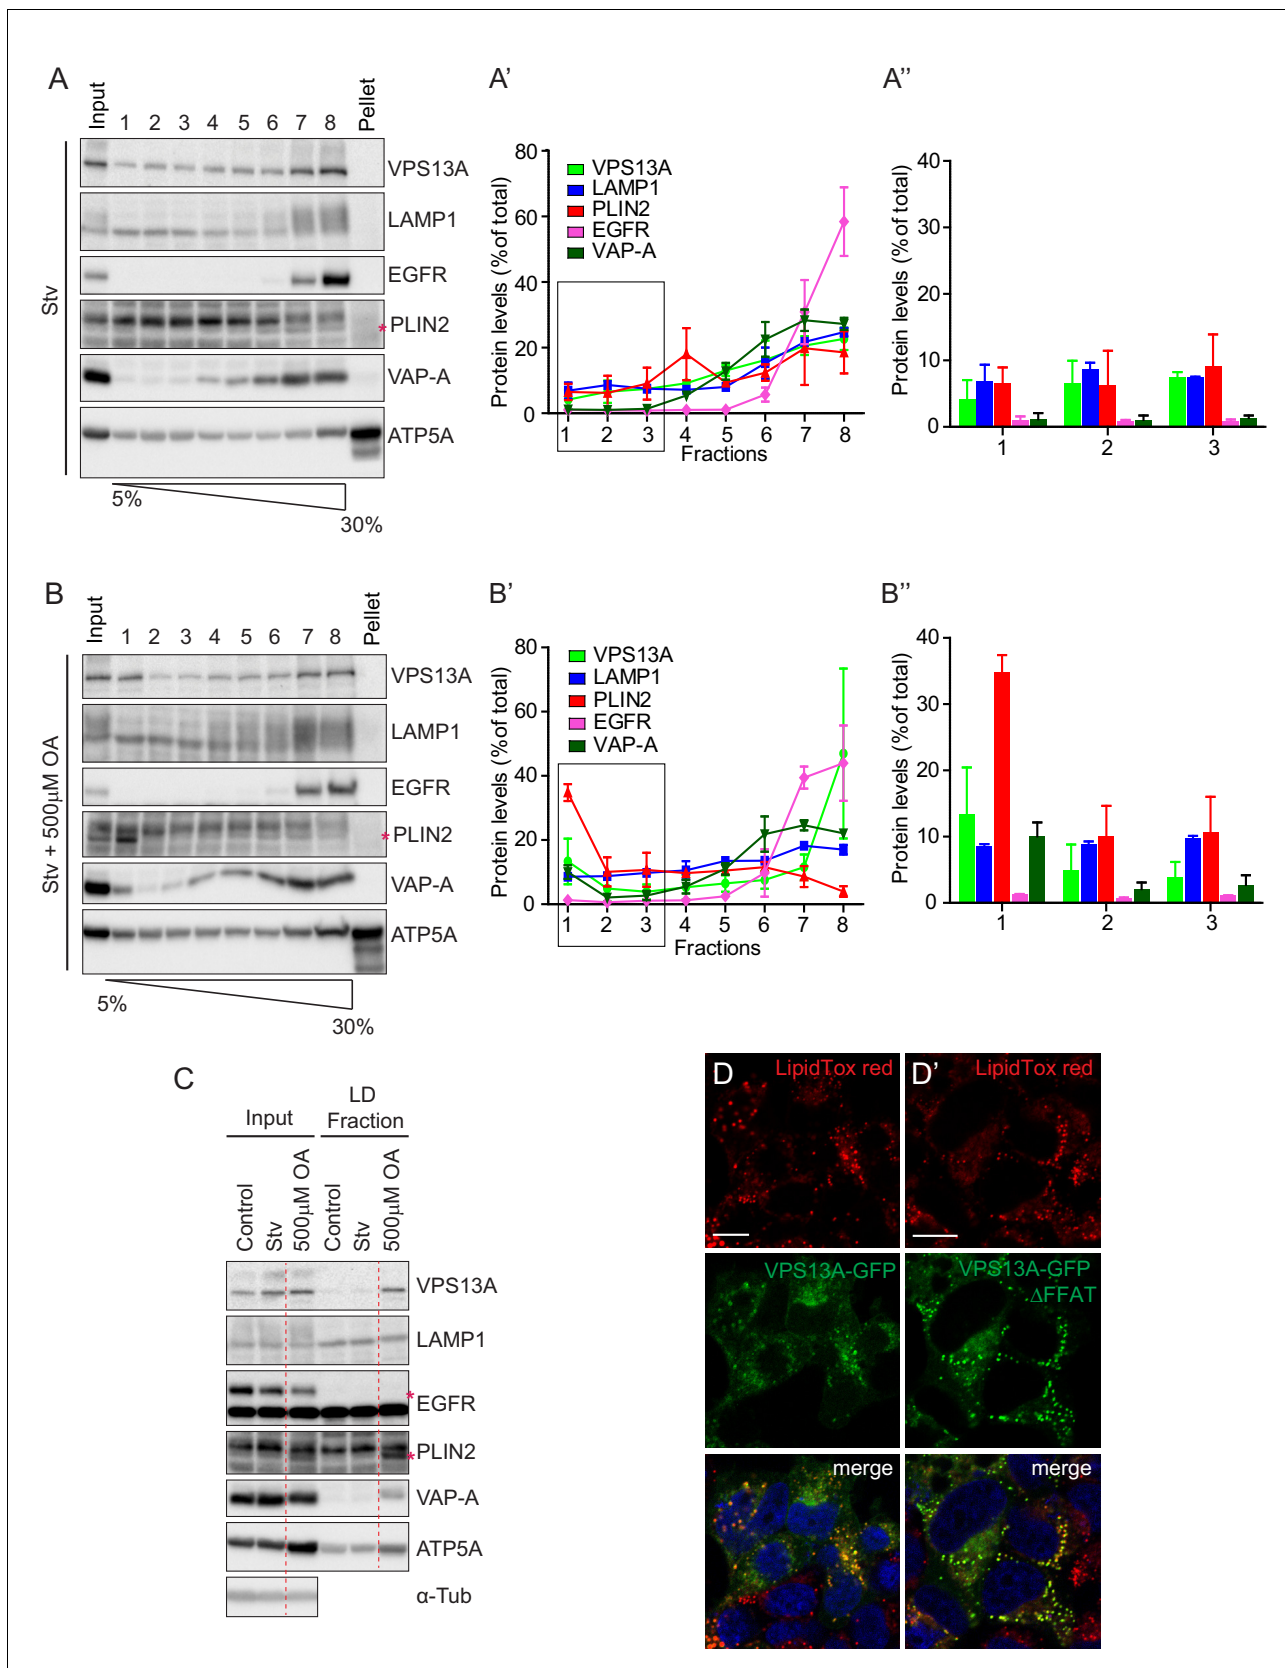 A
Input
1 2 3 4 5 6 7 8
Pellet
Stv
VPS13A
LAMP1
EGFR
* PLIN2
VAP-A
ATP5A
5%
30%
A'
Protein levels (% of total)
80
60
40
20
0
VPS13A
LAMP1
PLIN2
EGFR
VAP-A
1 2 3 4 5 6 7 8
Fractions
A''
Protein levels (% of total)
40
30
20
10
0
1 2 3
B
Input
1 2 3 4 5 6 7 8
Pellet
Stv + 500µM OA
VPS13A
LAMP1
EGFR
* PLIN2
VAP-A
ATP5A
5%
30%
B'
Protein levels (% of total)
80
60
40
20
0
VPS13A
LAMP1
PLIN2
EGFR
VAP-A
1 2 3 4 5 6 7 8
Fractions
B''
Protein levels (% of total)
40
30
20
10
0
1 2 3
C
Input
LD
Fraction
Control
Stv
500µM OA
Control
Stv
500µM OA
VPS13A
LAMP1
* EGFR
* PLIN2
VAP-A
ATP5A
α-Tub
D
LipidTox red
VPS13A-GFP
merge
D'
LipidTox red
VPS13A-GFP
ΔFFAT
merge